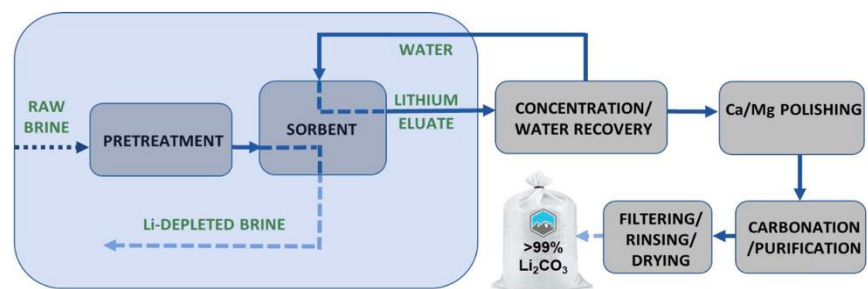 WATER
RAW
BRINE
PRETREATMENT
SORBENT
LITHIUM
ELUATE
CONCENTRATION/
WATER RECOVERY
Ca/Mg POLISHING
Li-DEPLETED BRINE
>99%
Li₂CO₃
FILTERING/
RINSING/
DRYING
CARBONATION
/PURIFICATION